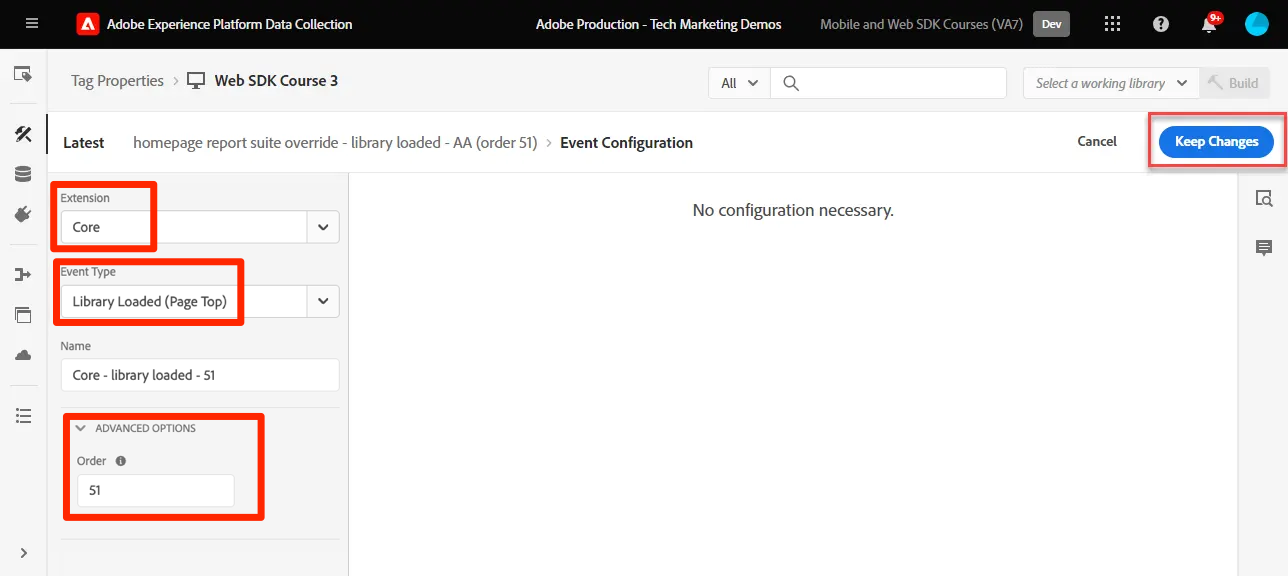 Adobe Experience Platform Data Collection
Adobe Production - Tech Marketing Demos
Mobile and Web SDK Courses (VA7)
Dev
9+
Tag Properties > Web SDK Course 3
All
Select a working library
Build
Latest
homepage report suite override - library loaded - AA (order 51) > Event Configuration
Cancel
Keep Changes
Extension
Core
Event Type
Library Loaded (Page Top)
Name
Core - library loaded - 51
ADVANCED OPTIONS
Order
51
No configuration necessary.